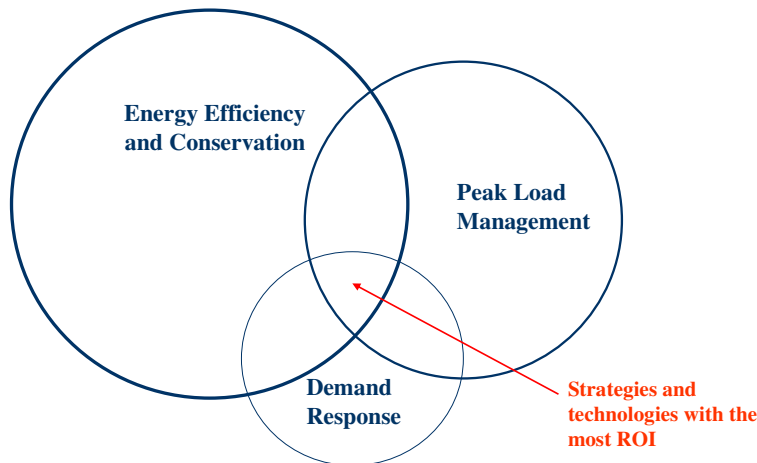 Energy Efficiency
and Conservation
Peak Load
Management
Demand
Response
Strategies and
technologies with the
most ROI